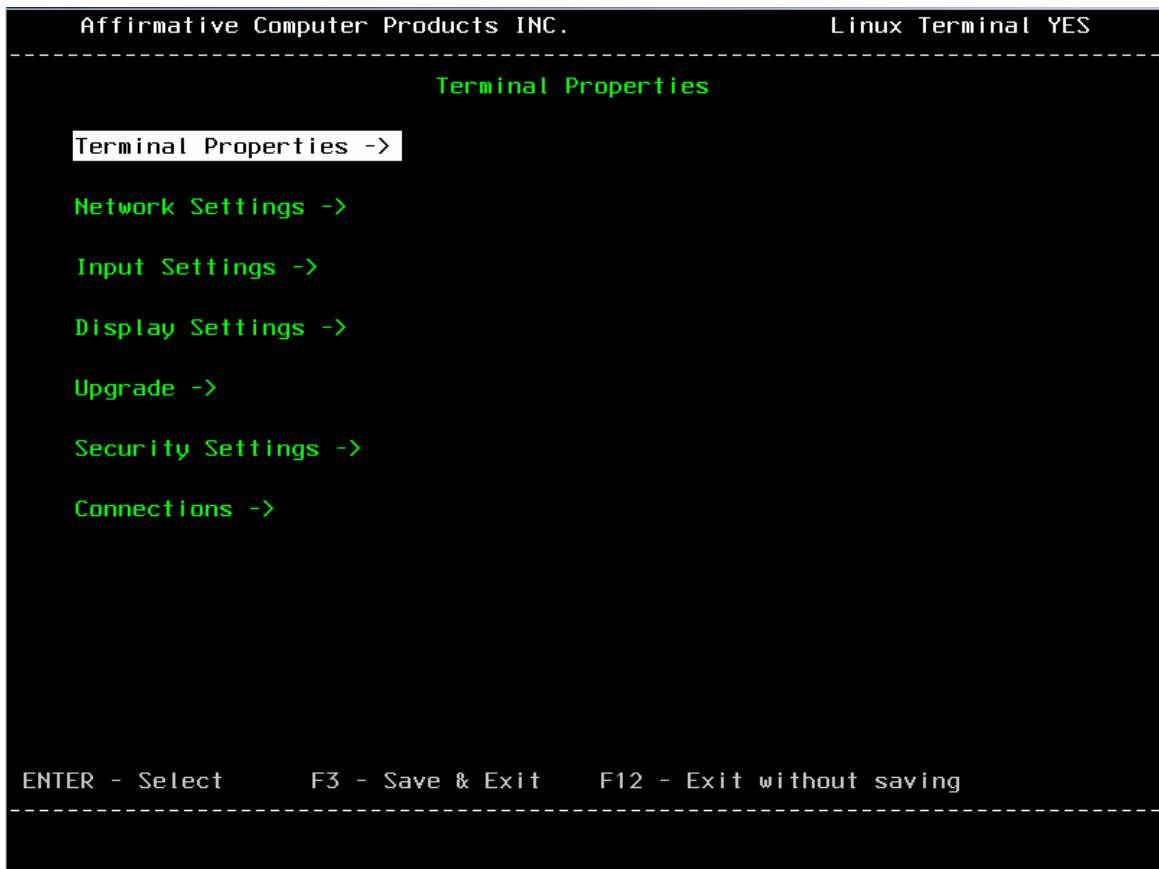 Affirmative Computer Products INC. Linux Terminal YES
Terminal Properties
Terminal Properties ->
Network Settings ->
Input Settings ->
Display Settings ->
Upgrade ->
Security Settings ->
Connections ->
ENTER - Select F3 - Save & Exit F12 - Exit without saving